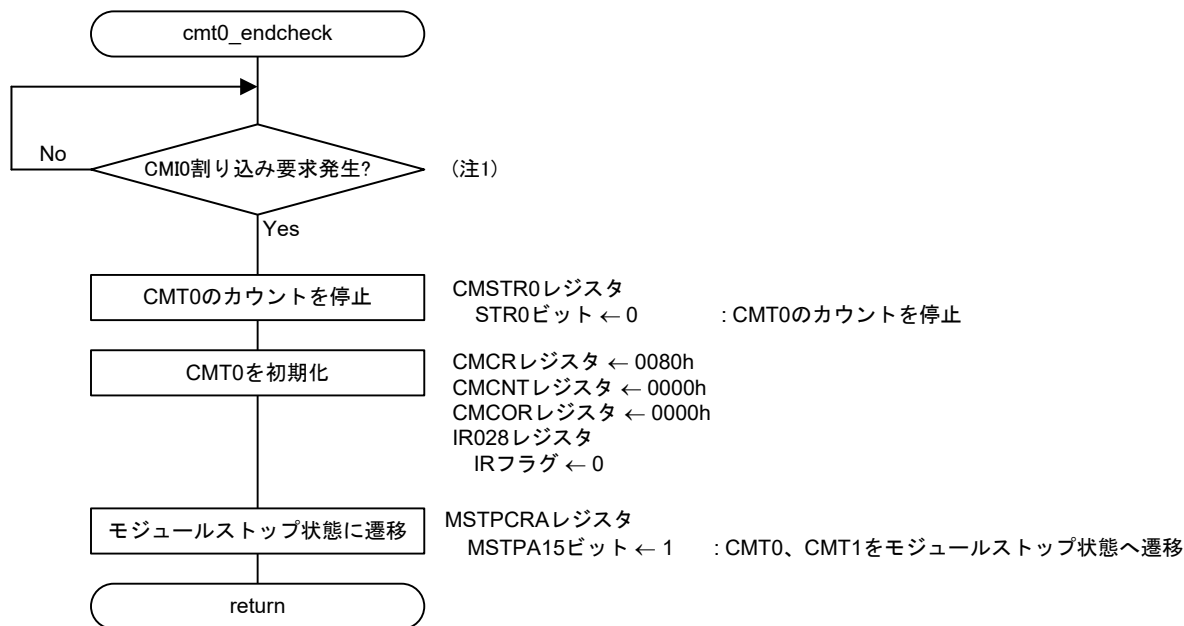 cmt0_endcheck
No
CMI0割り込み要求発生?
(注1)
Yes
CMT0のカウントを停止
CMSTR0レジスタ
STR0ビット ← 0 : CMT0のカウントを停止
CMT0を初期化
CMCRレジスタ ← 0080h
CMCNTレジスタ ← 0000h
CMCORレジスタ ← 0000h
IR028レジスタ
IRフラグ ← 0
モジュールストップ状態に遷移
MSTPCRAレジスタ
MSTPA15ビット ← 1 : CMT0、CMT1をモジュールストップ状態へ遷移
return